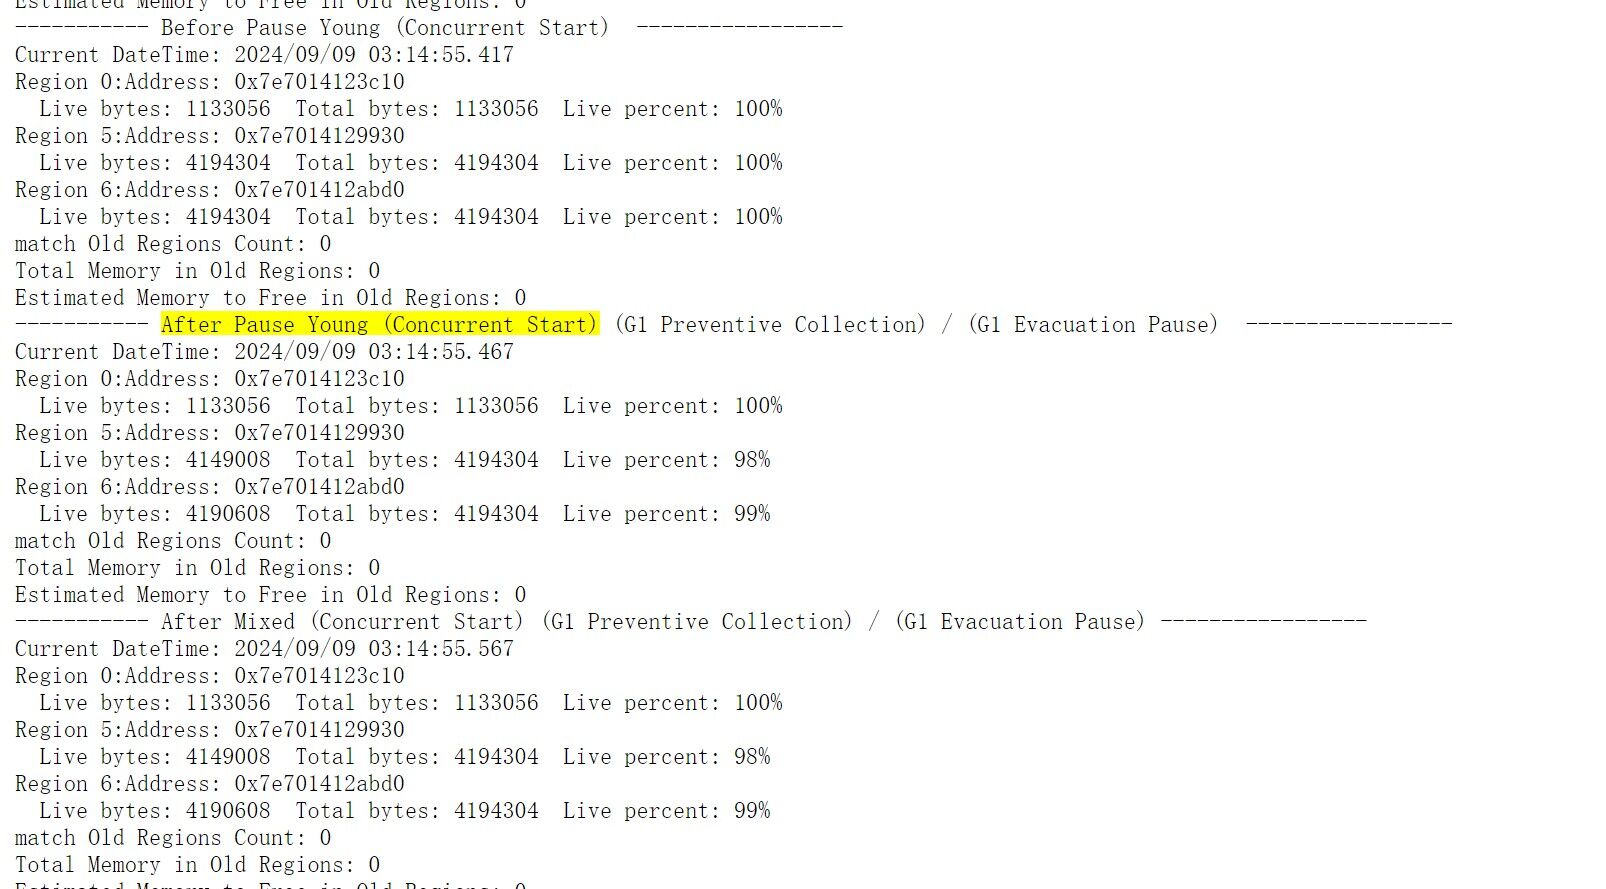 Estimated Memory to Free in Old Regions: 0
----------- Before Pause Young (Concurrent Start)  -----------------
Current DateTime: 2024/09/09 03:14:55.417
Region 0:Address: 0x7e7014123c10
  Live bytes: 1133056  Total bytes: 1133056  Live percent: 100%
Region 5:Address: 0x7e7014129930
  Live bytes: 4194304  Total bytes: 4194304  Live percent: 100%
Region 6:Address: 0x7e701412abd0
  Live bytes: 4194304  Total bytes: 4194304  Live percent: 100%
match Old Regions Count: 0
Total Memory in Old Regions: 0
Estimated Memory to Free in Old Regions: 0
----------- After Pause Young (Concurrent Start) (G1 Preventive Collection) / (G1 Evacuation Pause)  -----------------
Current DateTime: 2024/09/09 03:14:55.467
Region 0:Address: 0x7e7014123c10
  Live bytes: 1133056  Total bytes: 1133056  Live percent: 100%
Region 5:Address: 0x7e7014129930
  Live bytes: 4149008  Total bytes: 4194304  Live percent: 98%
Region 6:Address: 0x7e701412abd0
  Live bytes: 4190608  Total bytes: 4194304  Live percent: 99%
match Old Regions Count: 0
Total Memory in Old Regions: 0
Estimated Memory to Free in Old Regions: 0
----------- After Mixed (Concurrent Start) (G1 Preventive Collection) / (G1 Evacuation Pause) -----------------
Current DateTime: 2024/09/09 03:14:55.567
Region 0:Address: 0x7e7014123c10
  Live bytes: 1133056  Total bytes: 1133056  Live percent: 100%
Region 5:Address: 0x7e7014129930
  Live bytes: 4149008  Total bytes: 4194304  Live percent: 98%
Region 6:Address: 0x7e701412abd0
  Live bytes: 4190608  Total bytes: 4194304  Live percent: 99%
match Old Regions Count: 0
Total Memory in Old Regions: 0
Estimated Memory to Free in Old Regions: 0